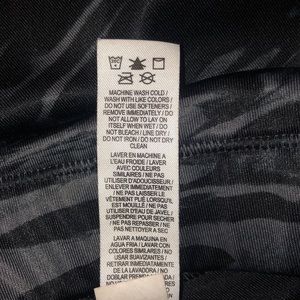 MACHINE WASH COLD /
WASH WITH LIKE COLORS /
DO NOT USE SOFTENERS /
REMOVE IMMEDIATELY / DO
NOT ALLOW TO LAY ON
ITSELF WHEN WET / DO
NOT BLEACH / LINE DRY /
DO NOT IRON / DO NOT DRY
CLEAN
LAVER EN MACHINE A
L'EAU FROIDE / LAVER
AVEC COULEURS
SIMILAIRES / NE PAS
UTILISER D'ADOUCISSEUR /
ENLEVER IMMEDIATEMENT
/ NE PAS LAISSER LE
VÊTEMENT PLIÉ LORSQU'IL
EST MOUILLÉ / NE PAS
UTILISER D'EAU DE JAVEL /
SUSPENDRE POUR SECHER
/ NE PAS REPASSER / NE
PAS NETTOYER A SEC
LAVAR A MAQUINA EN
AGUA FRIA / LAVAR CON
COLORES SIMILARES / NO
USAR SUAVIZANTES /
RETIRAR INMEDIATAMENTE
DE LA LAVADORA / NO
DOBLAR PRENDA